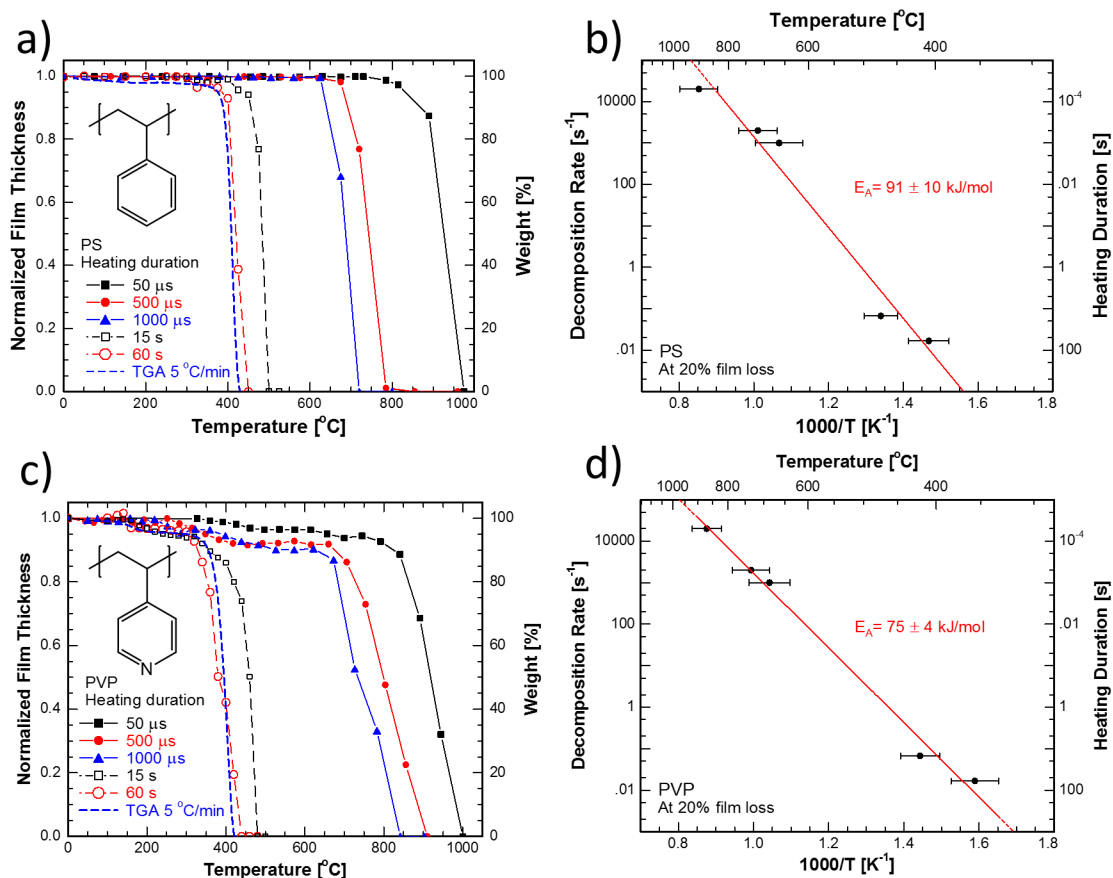 a)
1.0
0.8
0.6
0.4
0.2
0.0
Normalized Film Thickness
PS
Heating duration
50 μs
500 μs
1000 μs
15 s
60 s
TGA 5 °C/min
0 200 400 600 800 1000
Temperature [°C]
100
80
60
40
20
0
Weight [%]
b)
Temperature [°C]
1000 800 600 400
10000
100
1
.01
Decomposition Rate [s-1]
EA= 91 ± 10 kJ/mol
PS
At 20% film loss
0.8 1.0 1.2 1.4 1.6 1.8
1000/T [K-1]
10-4
.01
1
100
Heating Duration [s]
c)
1.0
0.8
0.6
0.4
0.2
0.0
Normalized Film Thickness
N
PVP
Heating duration
50 μs
500 μs
1000 μs
15 s
60 s
TGA 5 °C/min
0 200 400 600 800 1000
Temperature [°C]
100
80
60
40
20
0
Weight [%]
d)
Temperature [°C]
1000 800 600 400
10000
100
1
.01
Decomposition Rate [s-1]
EA= 75 ± 4 kJ/mol
PVP
At 20% film loss
0.8 1.0 1.2 1.4 1.6 1.8
1000/T [K-1]
10-4
.01
1
100
Heating Duration [s]